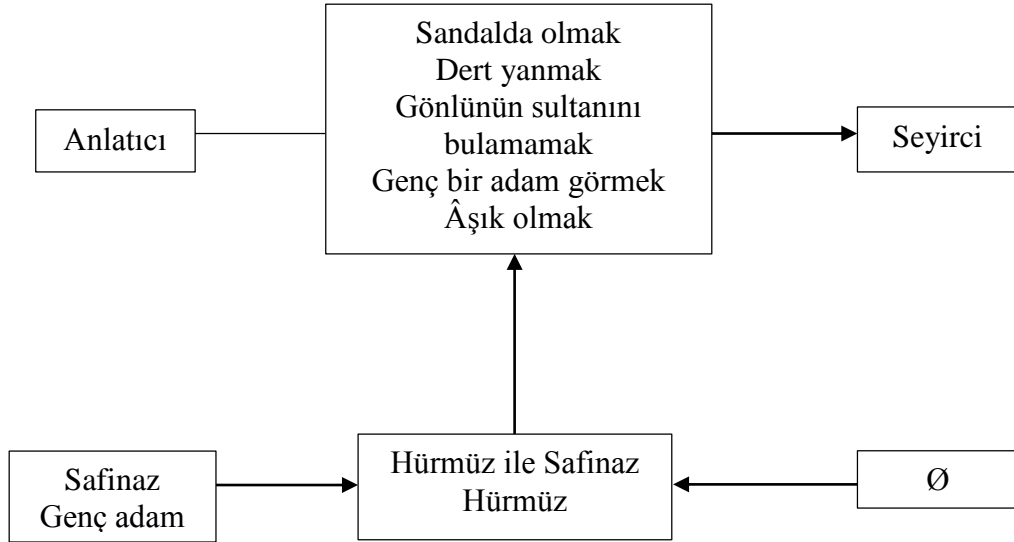 Sandalda olmak
Dert yanmak
Gönlünün sultanını
bulamamak
Genç bir adam görmek
Âşık olmak
Anlatıcı
Seyirci
Hürmüz ile Safinaz
Hürmüz
Safinaz
Genç adam
Ø